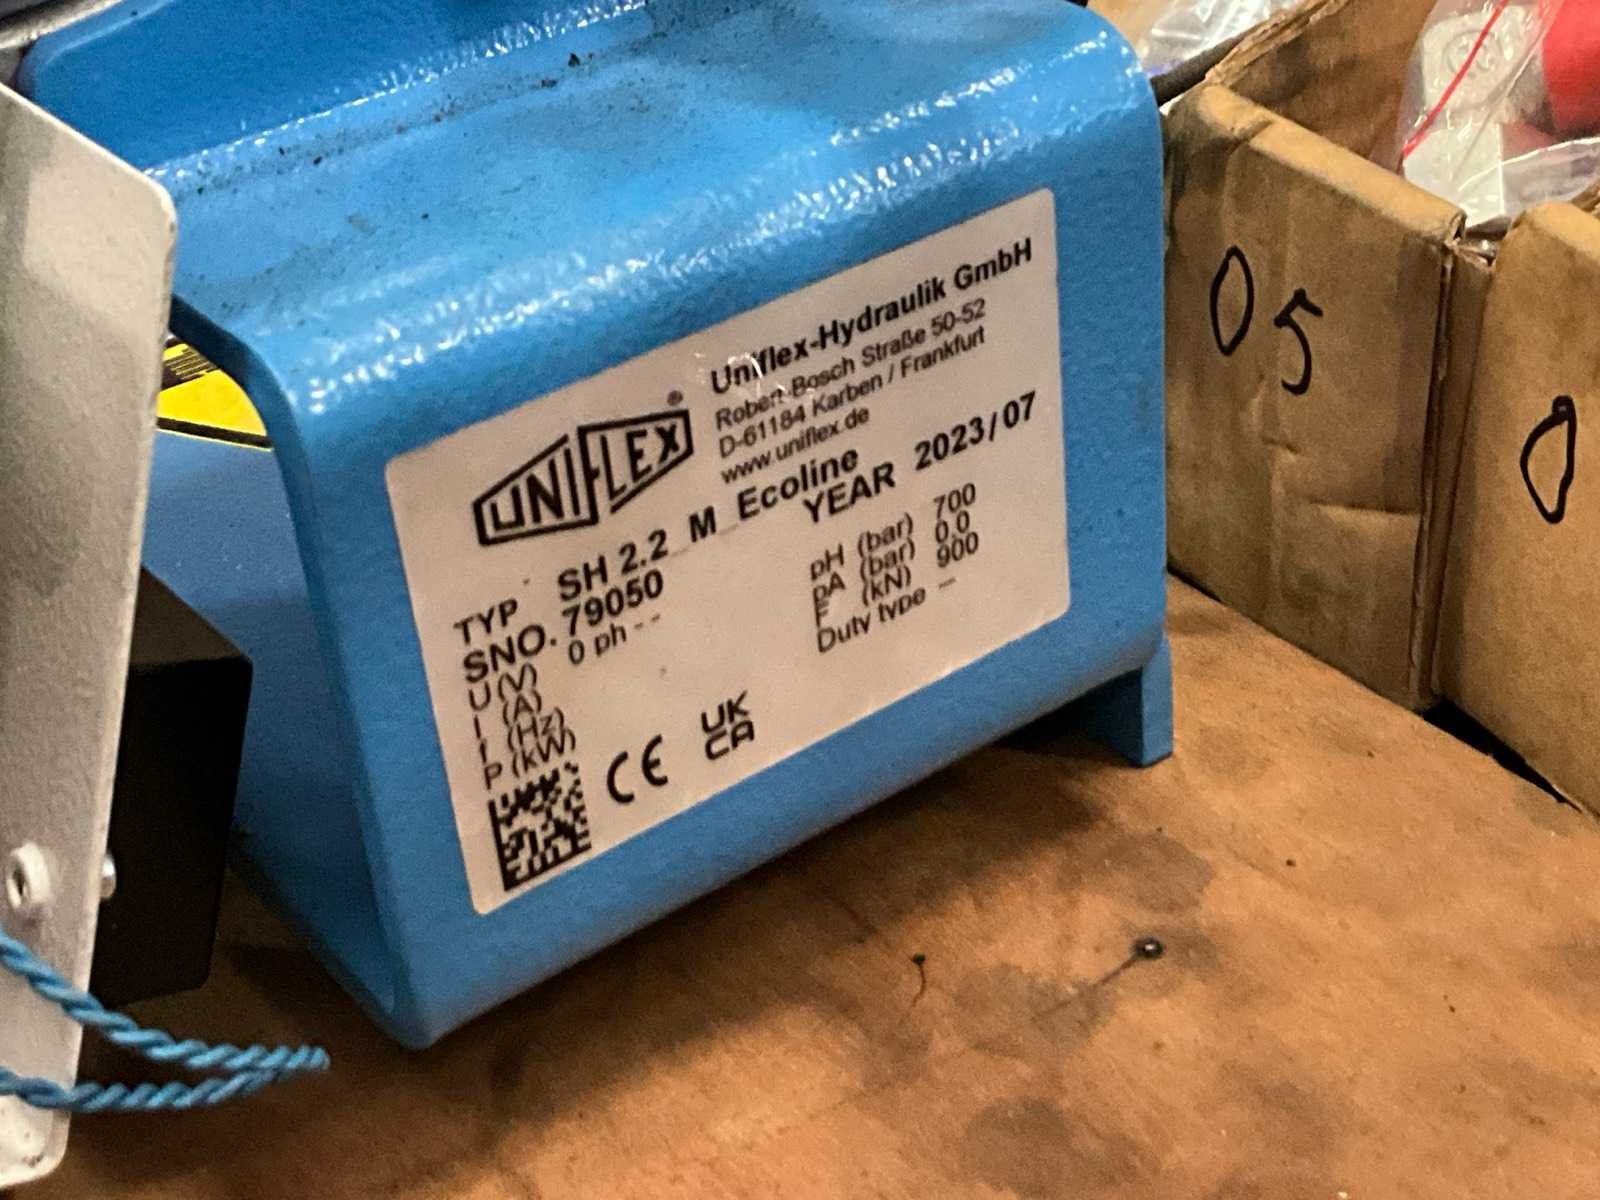 UNIFLEX®
Uniflex-Hydraulik GmbH
Robert-Bosch Straße 50-52
D-61184 Karben / Frankfurt
www.uniflex.de
TYP SH 2.2_M_Ecoline
SNO. 79050 YEAR 2023/07
U (V) 0 ph - -
I (A)
f (Hz)
P (kW)
pH (bar) 700
pA (bar) 0,0
F (kN) 900
Duty type --
CE
UK
CA
05
0